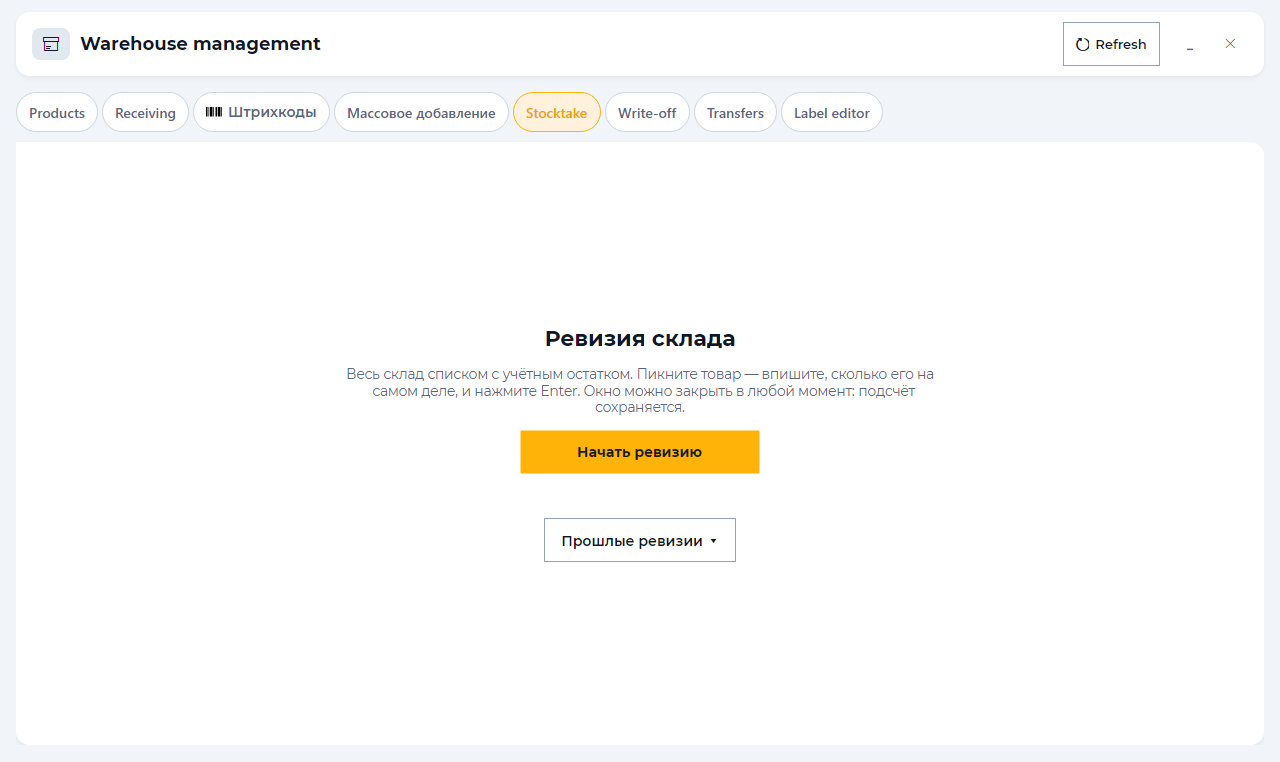 Warehouse management
Refresh
Products
Receiving
Штрихкоды
Массовое добавление
Stocktake
Write-off
Transfers
Label editor
Ревизия склада
Весь склад списком с учётным остатком. Пикните товар — впишите, сколько его на
самом деле, и нажмите Enter. Окно можно закрыть в любой момент: подсчёт
сохраняется.
Начать ревизию
Прошлые ревизии